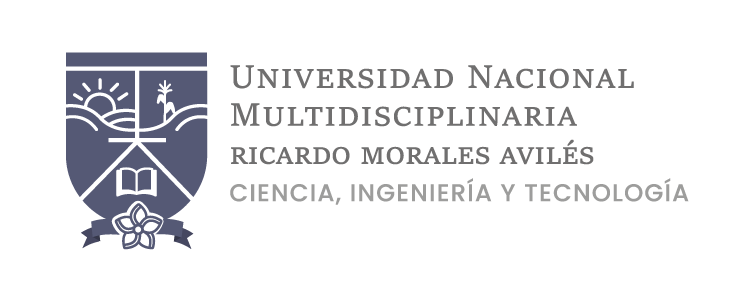 UNIVERSIDAD NACIONAL
MULTIDISCIPLINARIA
RICARDO MORALES AVILÉS
CIENCIA, INGENIERÍA Y TECNOLOGÍA